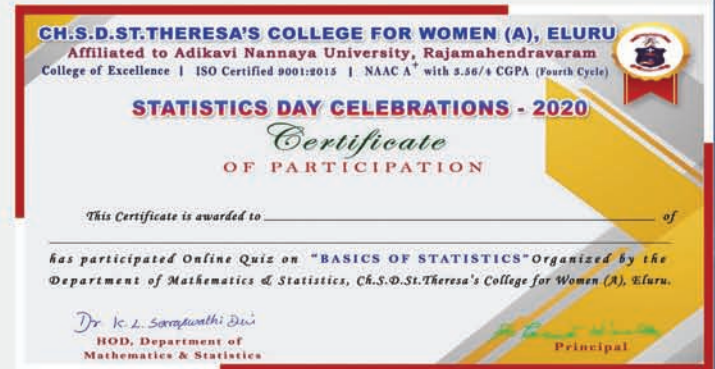 CH.S.D.ST.THERESA'S COLLEGE FOR WOMEN (A), ELURU
Affiliated to Adikavi Nannaya University, Rajamahendravaram
College of Excellence | ISO Certified 9001:2015 | NAAC A+ with 3.56/4 CGPA (Fourth Cycle)
STATISTICS DAY CELEBRATIONS - 2020
Certificate
OF PARTICIPATION
This Certificate is awarded to ____ of
has participated Online Quiz on "BASICS OF STATISTICS" Organized by the
Department of Mathematics & Statistics, Ch.S.D.St.Theresa's College for Women (A), Eluru.
Dr K. L.
HOD, Department of
Mathematics & Statistics
Principal